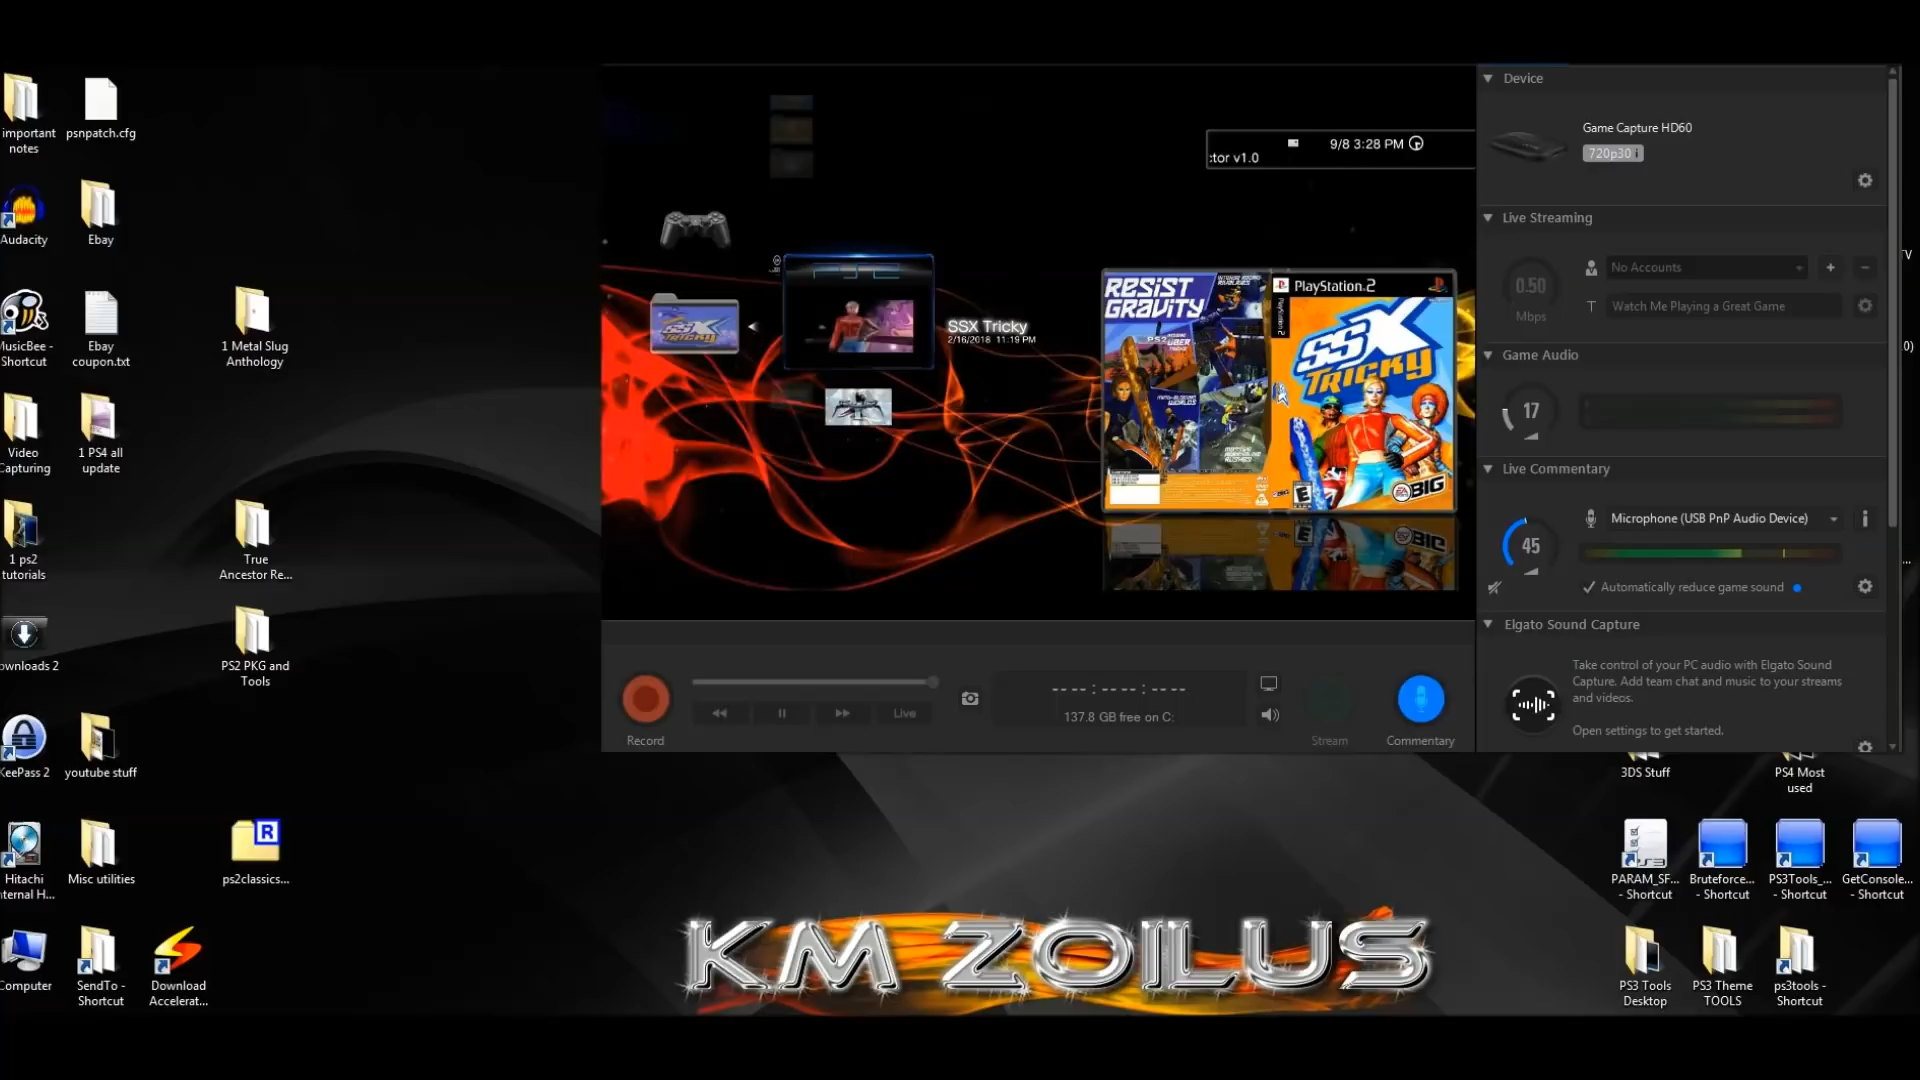 important
notes
psnpatch.cfg
Audacity
Ebay
MusicBee -
Shortcut
Ebay
coupon.txt
1 Metal Slug
Anthology
Video
Capturing
1 PS4 all
update
1 ps2
tutorials
True
Ancestor Re...
ownloads 2
PS2 PKG and
Tools
KeePass 2
youtube stuff
Hitachi
nternal H...
Misc utilities
ps2classics...
Computer
SendTo -
Shortcut
Download
Accelerat...
:tor v1.0
9/8 3:28 PM
SSX TRICKY
PS2
SSX Tricky
2/16/2018 11:19 PM
RESIST
GRAVITY
PlayStation.2
SSX
TRICKY
E
EA
BIG
137.8 GB free on C:
Live
Record
Stream
Commentary
Device
Game Capture HD60
720p30 i
Live Streaming
0.50
Mbps
No Accounts
T Watch Me Playing a Great Game
Game Audio
17
Live Commentary
Microphone (USB PnP Audio Device)
45
Automatically reduce game sound
Elgato Sound Capture
Take control of your PC audio with Elgato Sound
Capture. Add team chat and music to your streams
and videos.
Open settings to get started.
TV
0)
3DS Stuff
PS4 Most
used
PARAM_SF...
- Shortcut
Bruteforce...
- Shortcut
PS3Tools_...
- Shortcut
GetConsole...
- Shortcut
PS3 Tools
Desktop
PS3 Theme
TOOLS
ps3tools -
Shortcut
KM ZOILUS